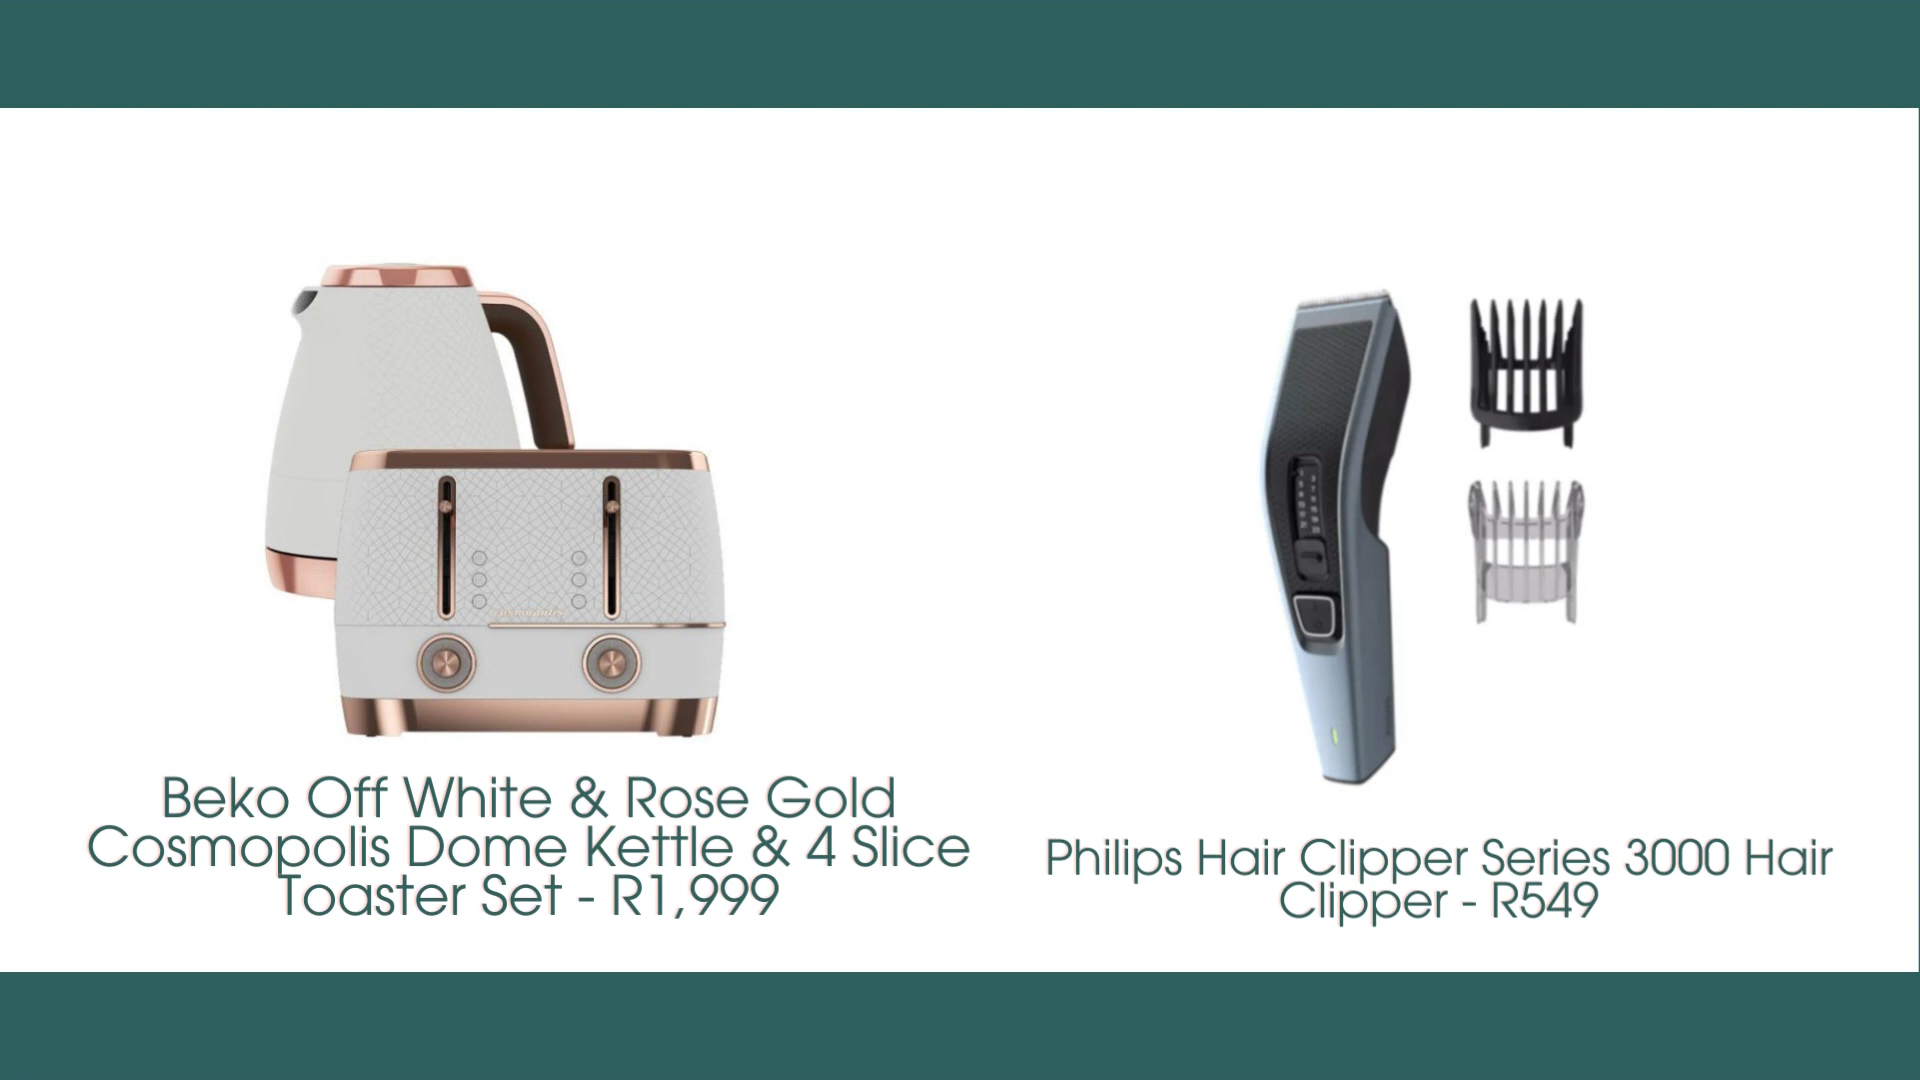 Beko Off White & Rose Gold
Cosmopolis Dome Kettle & 4 Slice
Toaster Set - R1,999
Philips Hair Clipper Series 3000 Hair
Clipper - R549